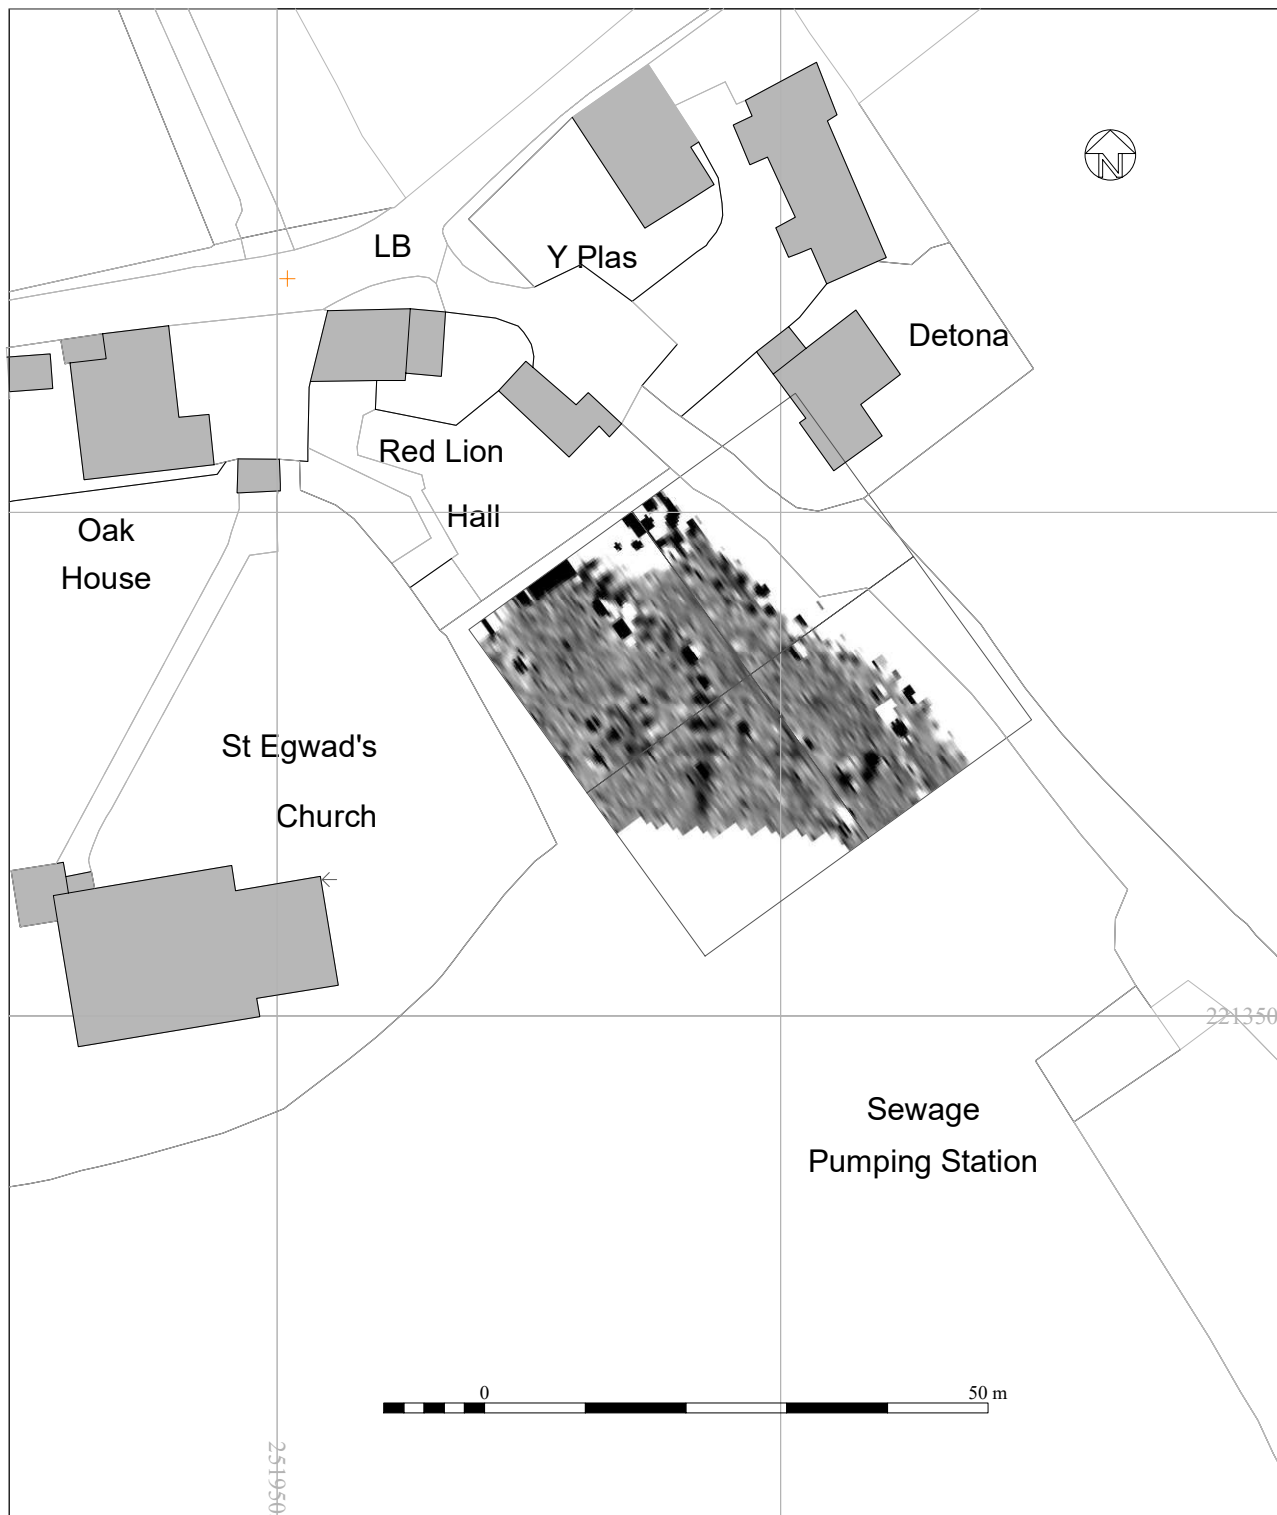 N
LB
Y Plas
Detona
Red Lion
Hall
Oak
House
St Egwad's
Church
221350
Sewage
Pumping Station
0 50 m
251950